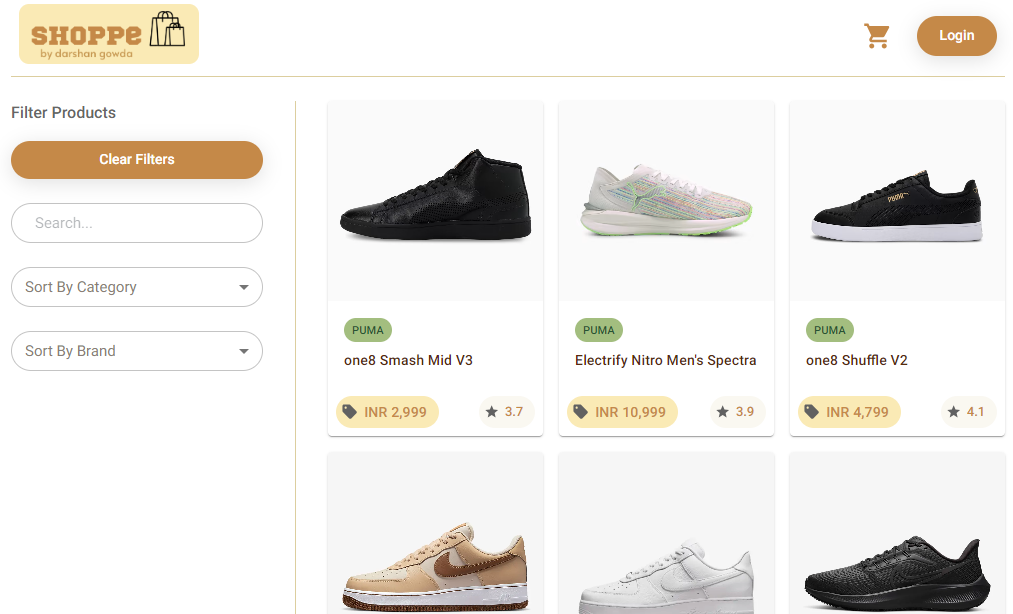 SHOPPE
by darshan gowda
Login
Filter Products
Clear Filters
Search...
Sort By Category
Sort By Brand
PUMA
one8 Smash Mid V3
INR 2,999
3.7
PUMA
Electrify Nitro Men's Spectra
INR 10,999
3.9
PUMA
PUMA
one8 Shuffle V2
INR 4,799
4.1